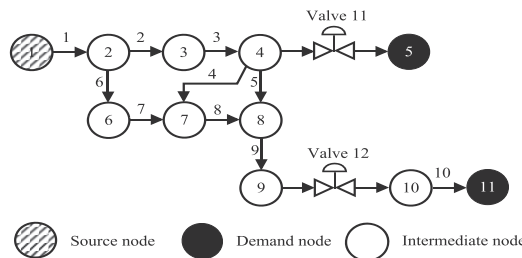 Valve 11
1 2 3
1 2 3 4 5
6 4 5
7 8
6 7 8
9
Valve 12
10
9 10 11
Source node Demand node Intermediate node